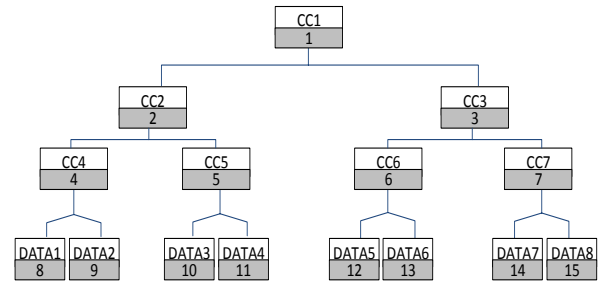 CC1
1
CC2
2
CC3
3
CC4
4
CC5
5
CC6
6
CC7
7
DATA1
8
DATA2
9
DATA3
10
DATA4
11
DATA5
12
DATA6
13
DATA7
14
DATA8
15